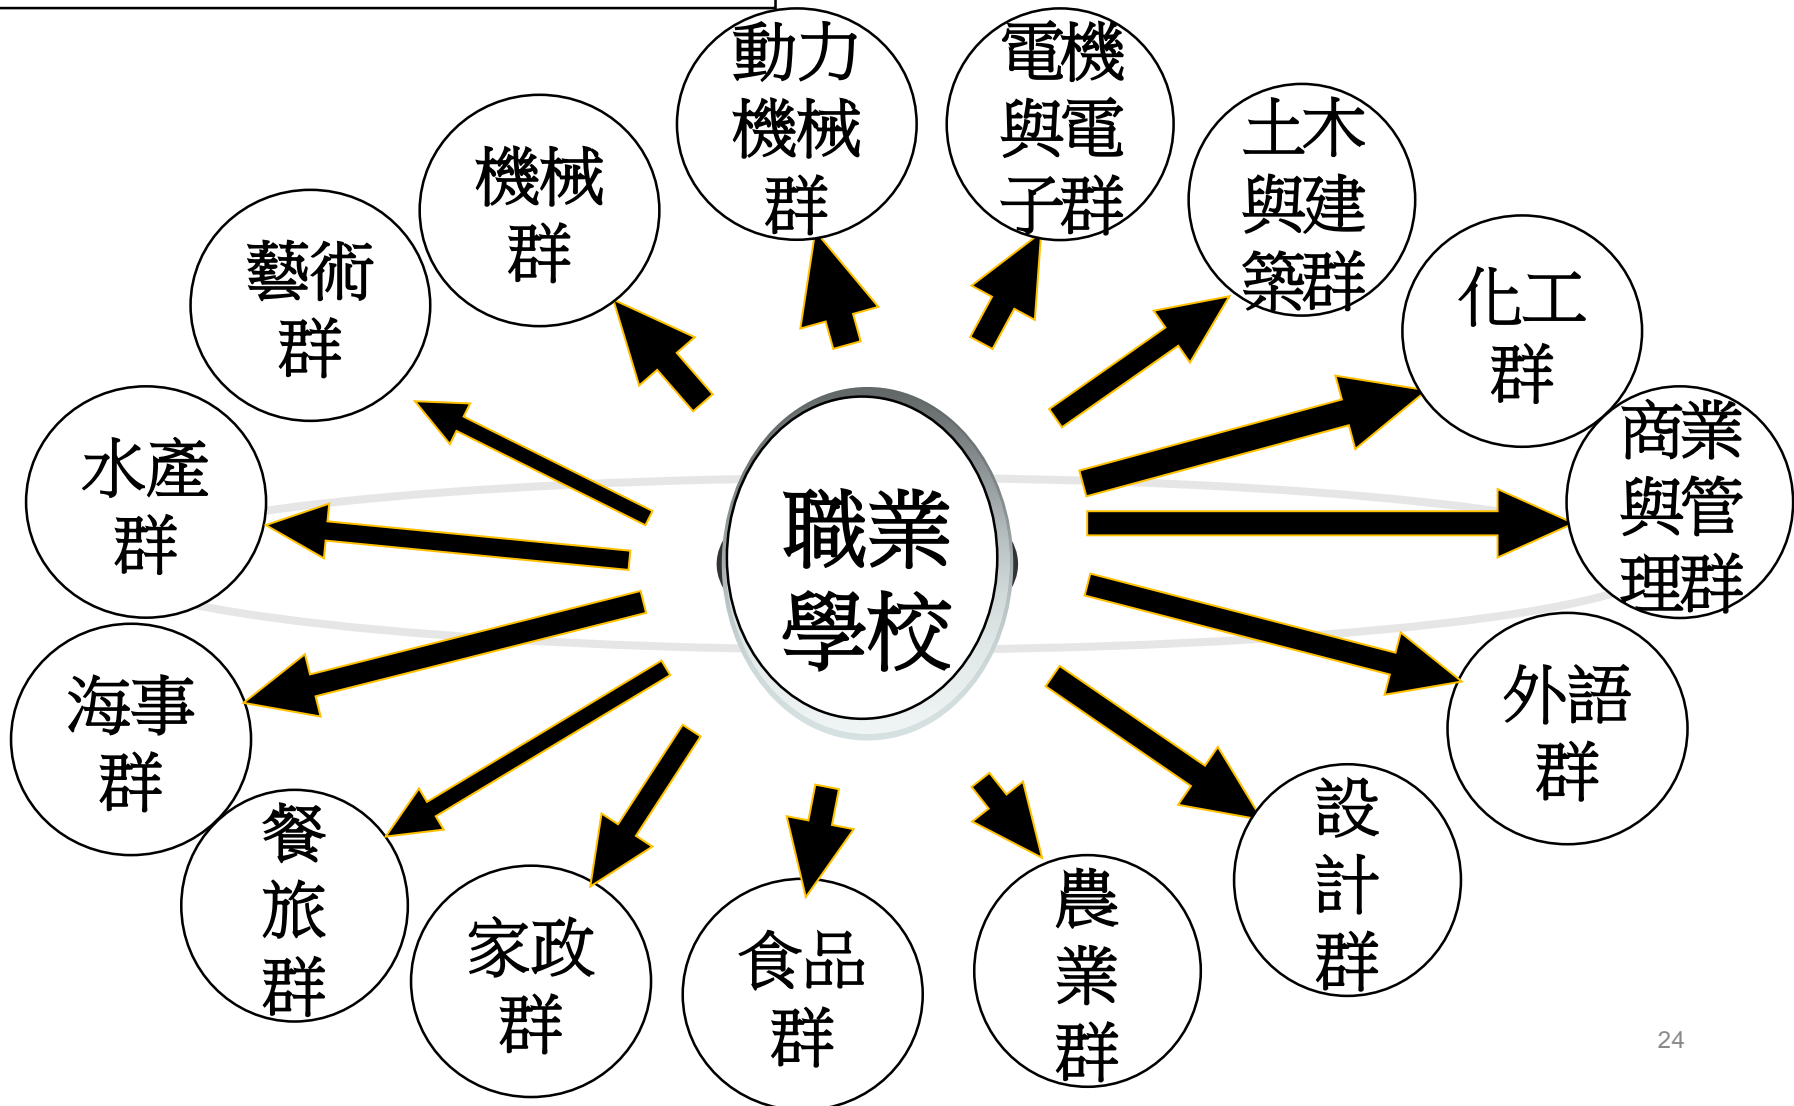 動力
機械
群
電機
與電
子群
土木
與建
築群
化工
群
商業
與管
理群
外語
群
設
計
群
農
業
群
食品
群
家政
群
餐
旅
群
海事
群
水產
群
藝術
群
機械
群
職業
學校
24